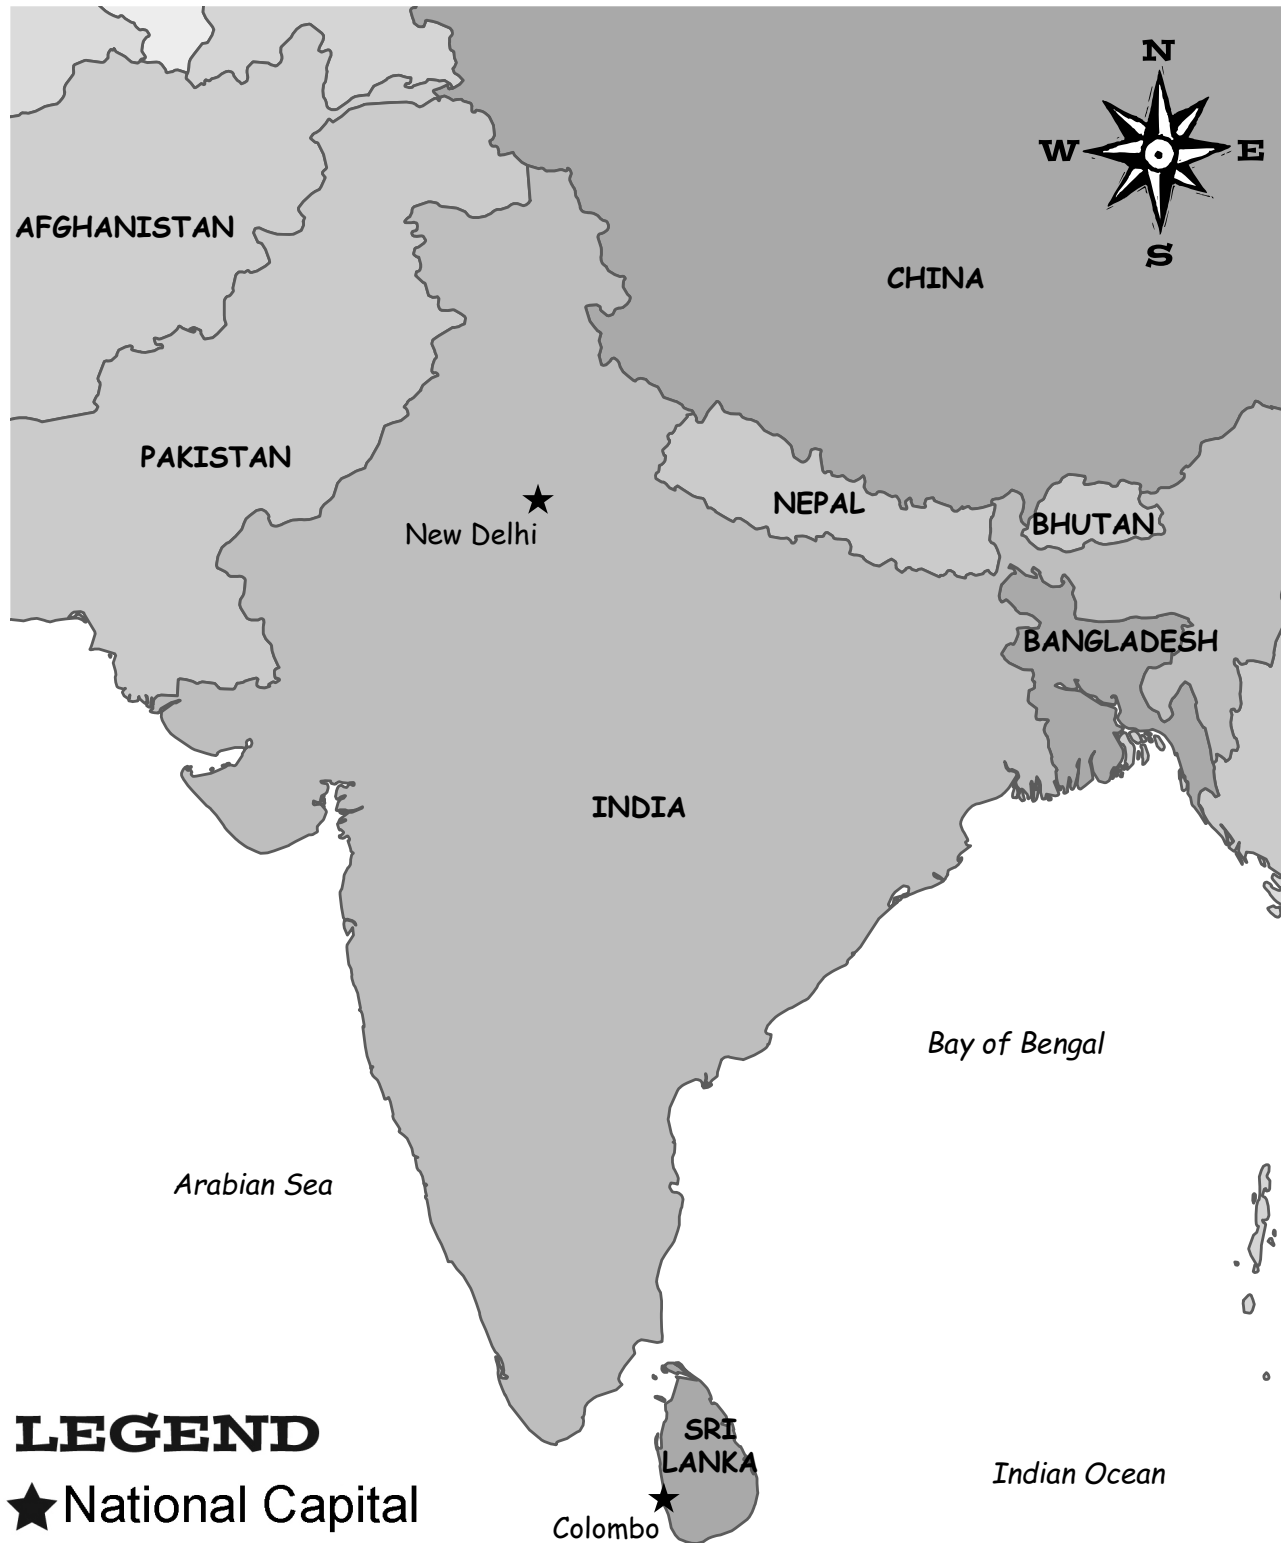 N
W E
S
AFGHANISTAN
CHINA
PAKISTAN
NEPAL
BHUTAN
New Delhi
BANGLADESH
INDIA
Bay of Bengal
Arabian Sea
SRI
LANKA
Indian Ocean
Colombo
LEGEND
National Capital